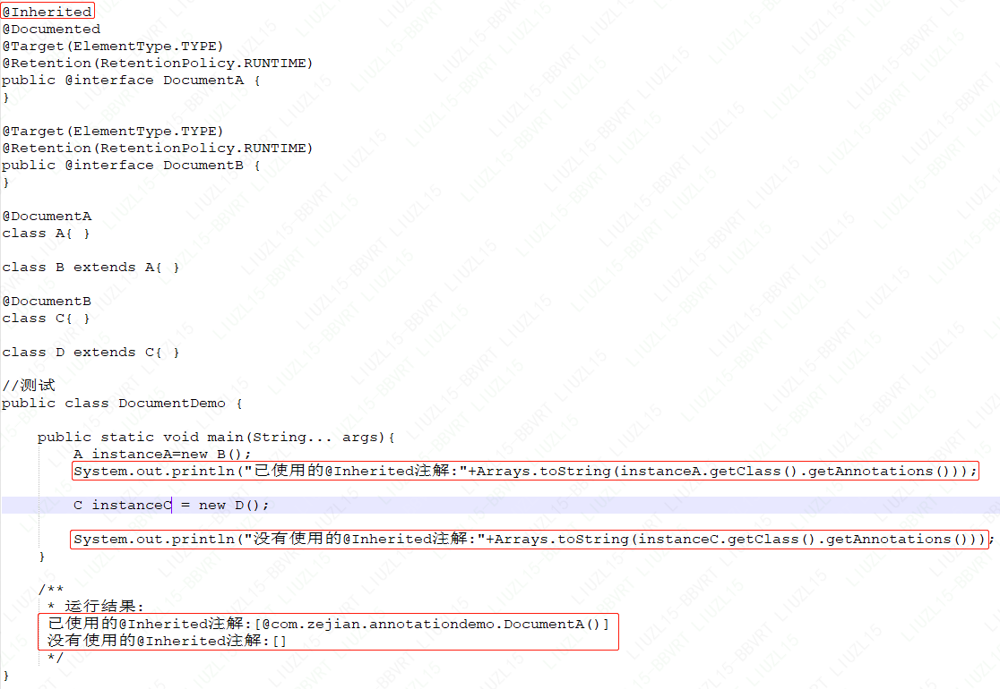 @Inherited
@Documented
@Target(ElementType.TYPE)
@Retention(RetentionPolicy.RUNTIME)
public @interface DocumentA {
}
@Target(ElementType.TYPE)
@Retention(RetentionPolicy.RUNTIME)
public @interface DocumentB {
}
@DocumentA
class A{ }
class B extends A{ }
@DocumentB
class C{ }
class D extends C{ }
//测试
public class DocumentDemo {
    public static void main(String... args){
        A instanceA=new B();
        System.out.println("已使用的@Inherited注解:"+Arrays.toString(instanceA.getClass().getAnnotations()));
        C instanceC = new D();
        System.out.println("没有使用的@Inherited注解:"+Arrays.toString(instanceC.getClass().getAnnotations()));
    }
    /**
     * 运行结果:
     已使用的@Inherited注解:[@com.zejian.annotationdemo.DocumentA()]
     没有使用的@Inherited注解:[]
     */
}
LIUZL15-BBVRT